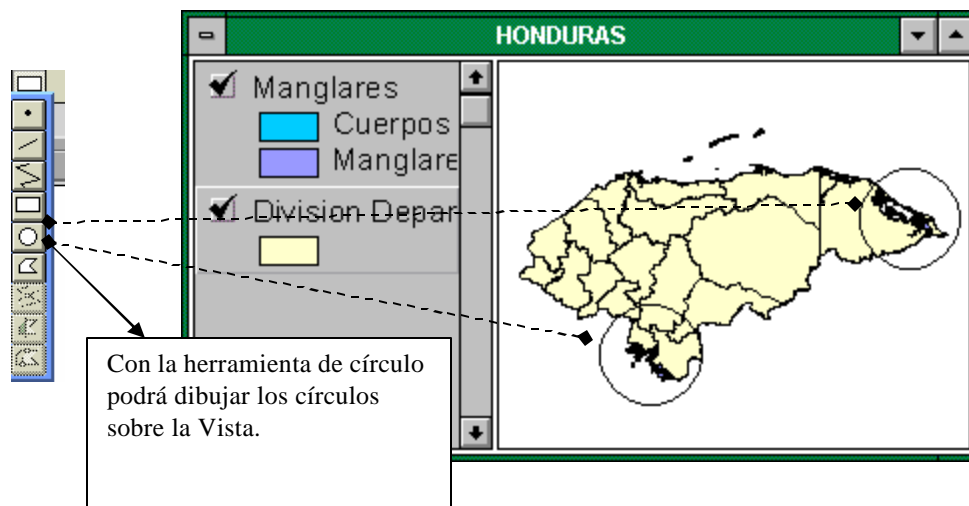 HONDURAS
Manglares
Cuerpos
Manglare
Division Depar
Con la herramienta de círculo
podrá dibujar los círculos
sobre la Vista.